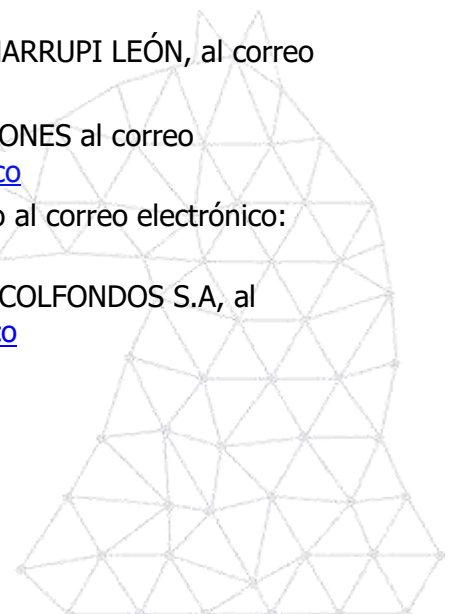 ARRUPI LEÓN, al correo
ONES al correo
co
al correo electrónico:
COLFONDOS S.A, al
co